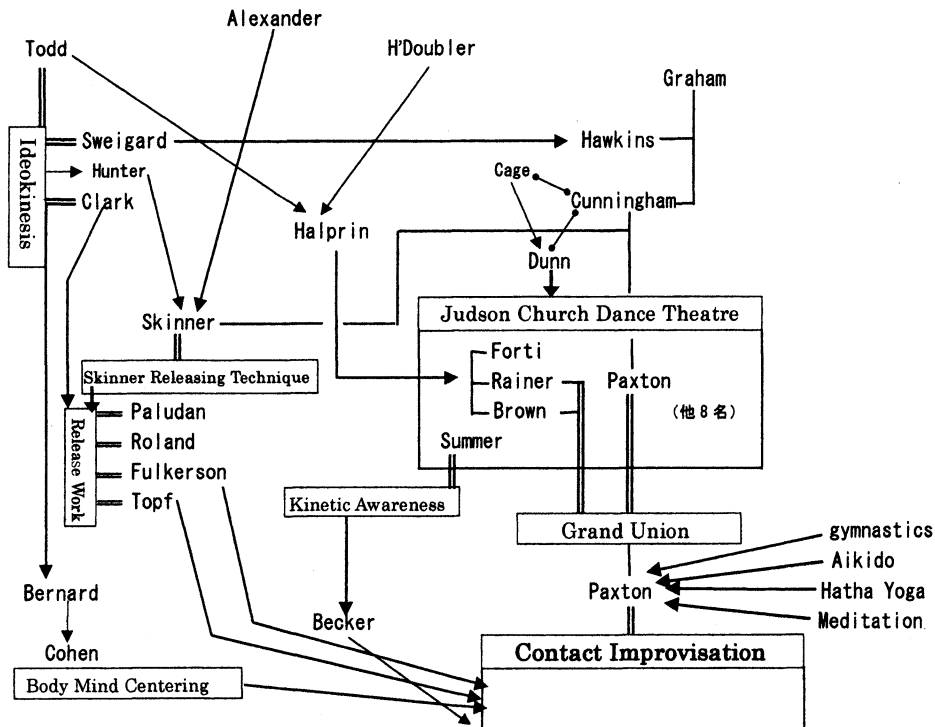 Alexander
Todd
H'Doubler
Graham
Ideokinesis
Sweigard
Hawkins
Hunter
Cage
Clark
Cunningham
Halprin
Dunn
Judson Church Dance Theatre
Skinner
Forti
Skinner Releasing Technique
Rainer
Paxton
Brown
(他8名)
Release Work
Paludan
Roland
Summer
Fulkerson
Topf
Kinetic Awareness
Grand Union
gymnastics
Aikido
Bernard
Paxton
Hatha Yoga
Becker
Meditation
Cohen
Contact Improvisation
Body Mind Centering